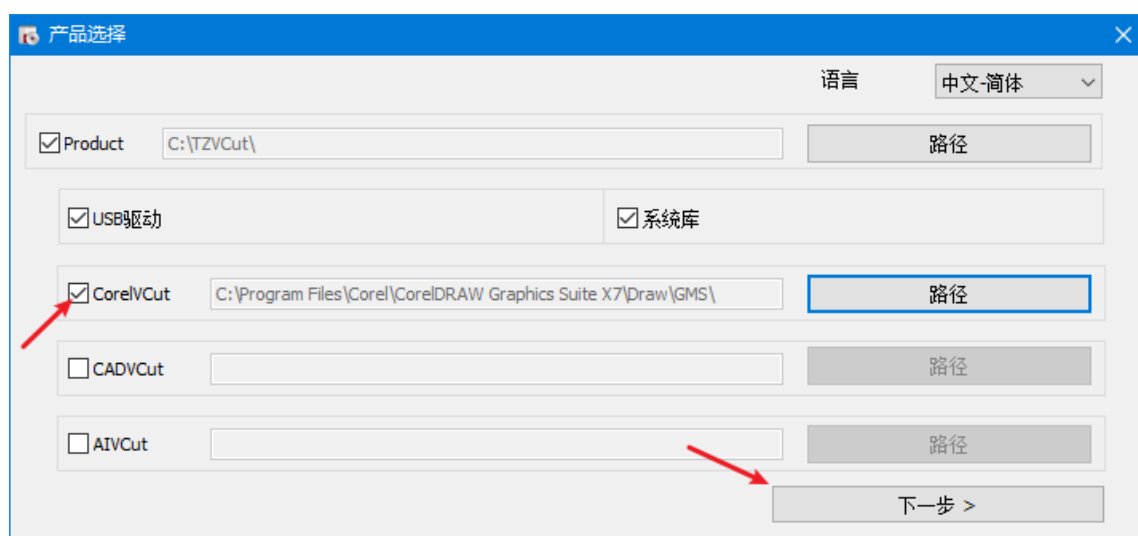 产品选择
语言 中文-简体
Product C:\TZVCut\ 路径
USB驱动 系统库
CorelVCut C:\Program Files\Corel\CorelDRAW Graphics Suite X7\Draw\GMS\ 路径
CADVCut 路径
AIVCut 路径
下一步 >